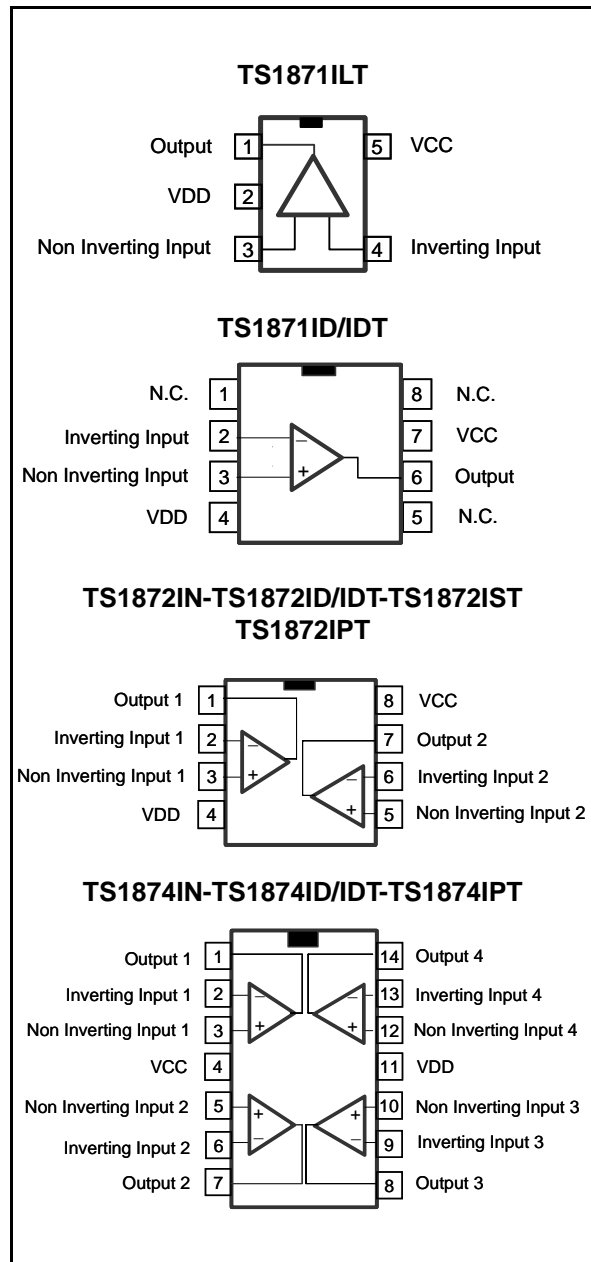 TS1871ILT
Output 1 5 VCC
VDD 2
Non Inverting Input 3 4 Inverting Input
TS1871ID/IDT
N.C. 1 8 N.C.
Inverting Input 2 − 7 VCC
Non Inverting Input 3 + 6 Output
VDD 4 5 N.C.
TS1872IN-TS1872ID/IDT-TS1872IST
TS1872IPT
Output 1 1 8 VCC
Inverting Input 1 2 − 7 Output 2
Non Inverting Input 1 3 + − 6 Inverting Input 2
VDD 4 + 5 Non Inverting Input 2
TS1874IN-TS1874ID/IDT-TS1874IPT
Output 1 1 14 Output 4
Inverting Input 1 2 − − 13 Inverting Input 4
Non Inverting Input 1 3 + + 12 Non Inverting Input 4
VCC 4 11 VDD
Non Inverting Input 2 5 + + 10 Non Inverting Input 3
Inverting Input 2 6 − − 9 Inverting Input 3
Output 2 7 8 Output 3